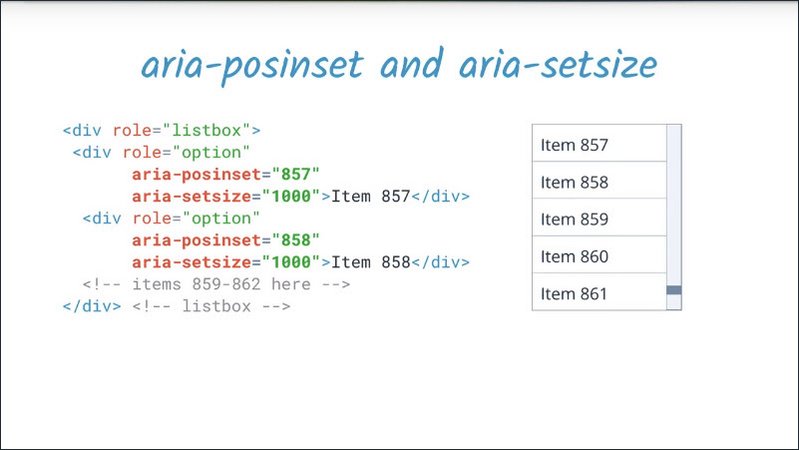 aria-posinset and aria-setsize
<div role="listbox">
<div role="option"
aria-posinset="857"
aria-setsize="1000">Item 857</div>
<div role="option"
aria-posinset="858"
aria-setsize="1000">Item 858</div>
<!-- items 859-862 here -->
</div> <!-- listbox -->
Item 857
Item 858
Item 859
Item 860
Item 861